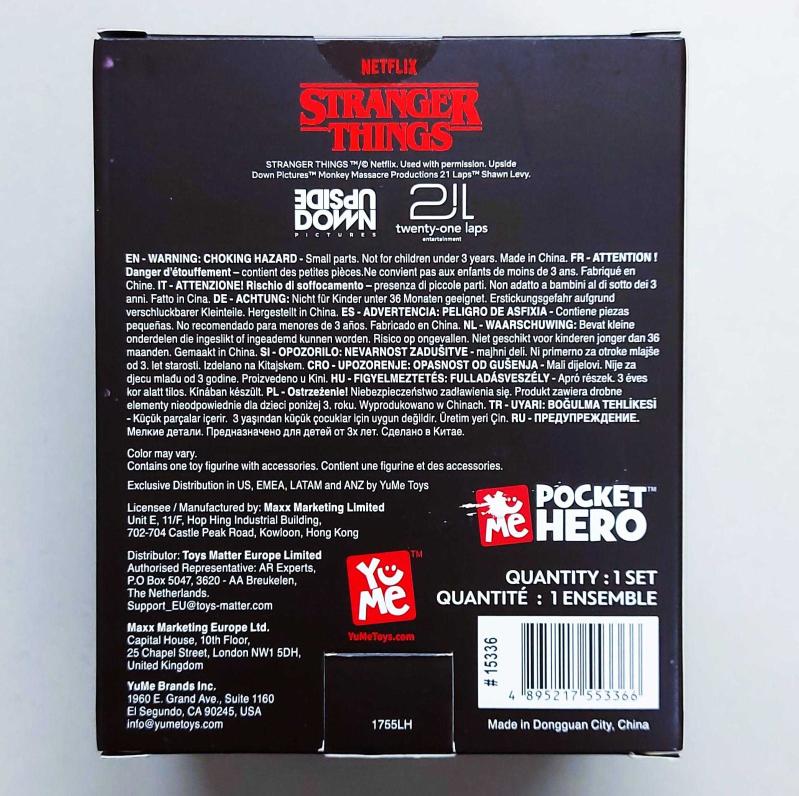 NETFLIX
STRANGER
THINGS
STRANGER THINGS ™/© Netflix. Used with permission. Upside
Down Pictures™ Monkey Massacre Productions 21 Laps™ Shawn Levy.
UPSIDE
DOWN
PICTURES
21L
twenty-one laps
entertainment
EN - WARNING: CHOKING HAZARD - Small parts. Not for children under 3 years. Made in China. FR - ATTENTION !
Danger d'étouffement – contient des petites pièces.Ne convient pas aux enfants de moins de 3 ans. Fabriqué en
Chine. IT - ATTENZIONE! Rischio di soffocamento – presenza di piccole parti. Non adatto a bambini al di sotto dei 3
anni. Fatto in Cina. DE - ACHTUNG: Nicht für Kinder unter 36 Monaten geeignet. Erstickungsgefahr aufgrund
verschluckbarer Kleinteile. Hergestellt in China. ES - ADVERTENCIA: PELIGRO DE ASFIXIA - Contiene piezas
pequeñas. No recomendado para menores de 3 años. Fabricado en China. NL - WAARSCHUWING: Bevat kleine
onderdelen die ingeslikt of ingeademd kunnen worden. Risico op ongevallen. Niet geschikt voor kinderen jonger dan 36
maanden. Gemaakt in China. SI - OPOZORILO: NEVARNOST ZADUŠITVE - majhni deli. Ni primerno za otroke mlajše
od 3. let starosti. Izdelano na Kitajskem. CRO - UPOZORENJE: OPASNOST OD GUŠENJA - Mali dijelovi. Nije za
djecu mlađu od 3 godine. Proizvedeno u Kini. HU - FIGYELMEZTETÉS: FULLADÁSVESZÉLY - Apró részek. 3 éves
kor alatt tilos. Kínában készült. PL - Ostrzeżenie! Niebezpieczeństwo zadławienia się. Produkt zawiera drobne
elementy nieodpowiednie dla dzieci poniżej 3. roku. Wyprodukowano w Chinach. TR - UYARI: BOĞULMA TEHLİKESİ
- Küçük parçalar içerir. 3 yaşından küçük çocuklar için uygun değildir. Üretim yeri Çin. RU - ПРЕДУПРЕЖДЕНИЕ.
Мелкие детали. Предназначено для детей от 3х лет. Сделано в Китае.
Color may vary.
Contains one toy figurine with accessories. Contient une figurine et des accesories.
Exclusive Distribution in US, EMEA, LATAM and ANZ by YuMe Toys
Licensee / Manufactured by: Maxx Marketing Limited
Unit E, 11/F, Hop Hing Industrial Building,
702-704 Castle Peak Road, Kowloon, Hong Kong
YuMe POCKET™
HERO
Distributor: Toys Matter Europe Limited
Authorised Representative: AR Experts,
P.O Box 5047, 3620 - AA Breukelen,
The Netherlands.
Support_EU@toys-matter.com
YuMe™
YuMeToys.com
QUANTITY : 1 SET
QUANTITÉ : 1 ENSEMBLE
Maxx Marketing Europe Ltd.
Capital House, 10th Floor,
25 Chapel Street, London NW1 5DH,
United Kingdom
YuMe Brands Inc.
1960 E. Grand Ave., Suite 1160
El Segundo, CA 90245, USA
info@yumetoys.com
1755LH
# 15336
4 895217 553366
Made in Dongguan City, China